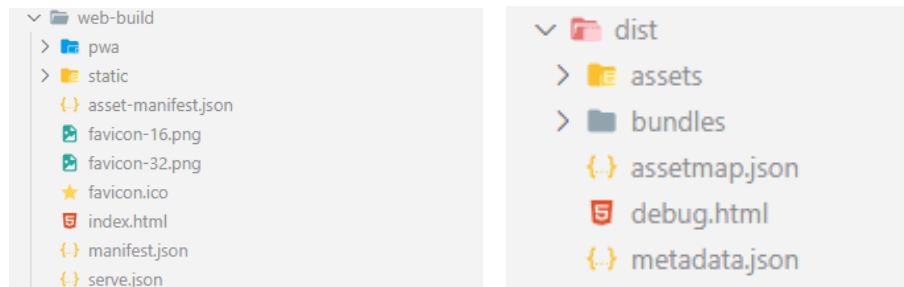 web-build
pwa
static
asset-manifest.json
favicon-16.png
favicon-32.png
favicon.ico
index.html
manifest.json
serve.json
dist
assets
bundles
assetmap.json
debug.html
metadata.json